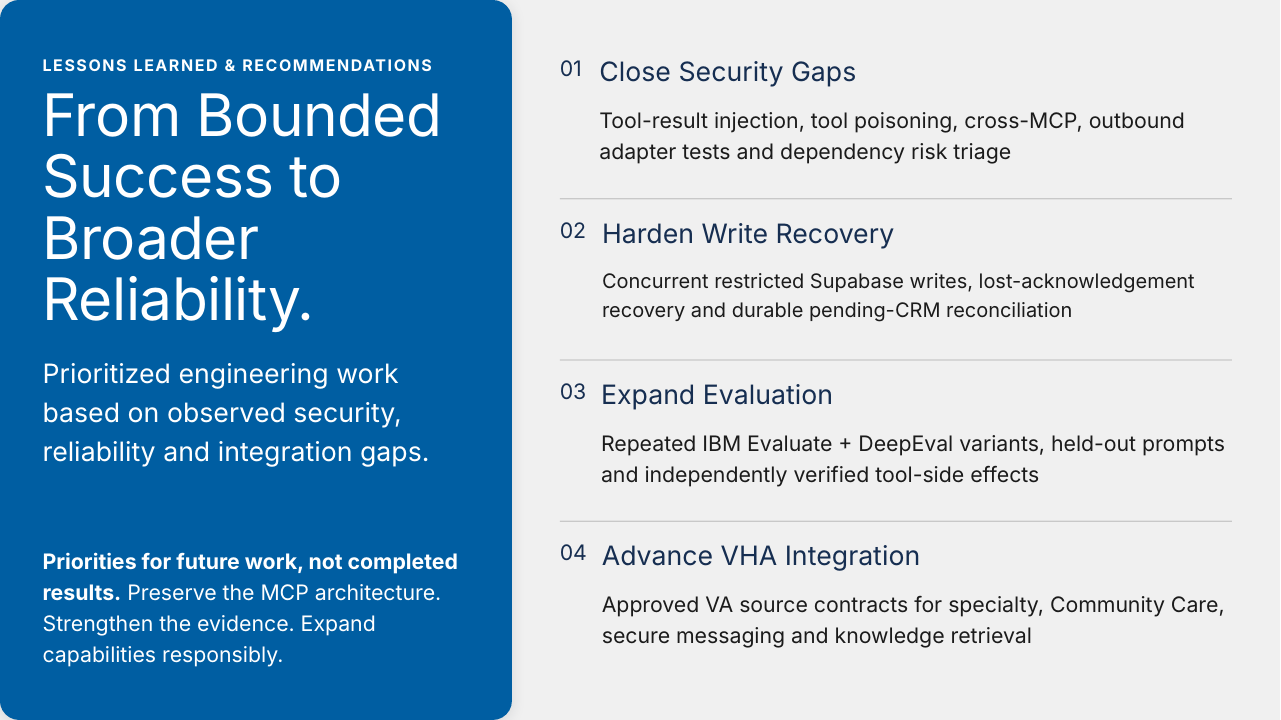 LESSONS LEARNED & RECOMMENDATIONS
From Bounded
Success to
Broader
Reliability.
Prioritized engineering work
based on observed security,
reliability and integration gaps.
Priorities for future work, not completed
results. Preserve the MCP architecture.
Strengthen the evidence. Expand
capabilities responsibly.
01 Close Security Gaps
Tool-result injection, tool poisoning, cross-MCP, outbound
adapter tests and dependency risk triage
02 Harden Write Recovery
Concurrent restricted Supabase writes, lost-acknowledgement
recovery and durable pending-CRM reconciliation
03 Expand Evaluation
Repeated IBM Evaluate + DeepEval variants, held-out prompts
and independently verified tool-side effects
04 Advance VHA Integration
Approved VA source contracts for specialty, Community Care,
secure messaging and knowledge retrieval